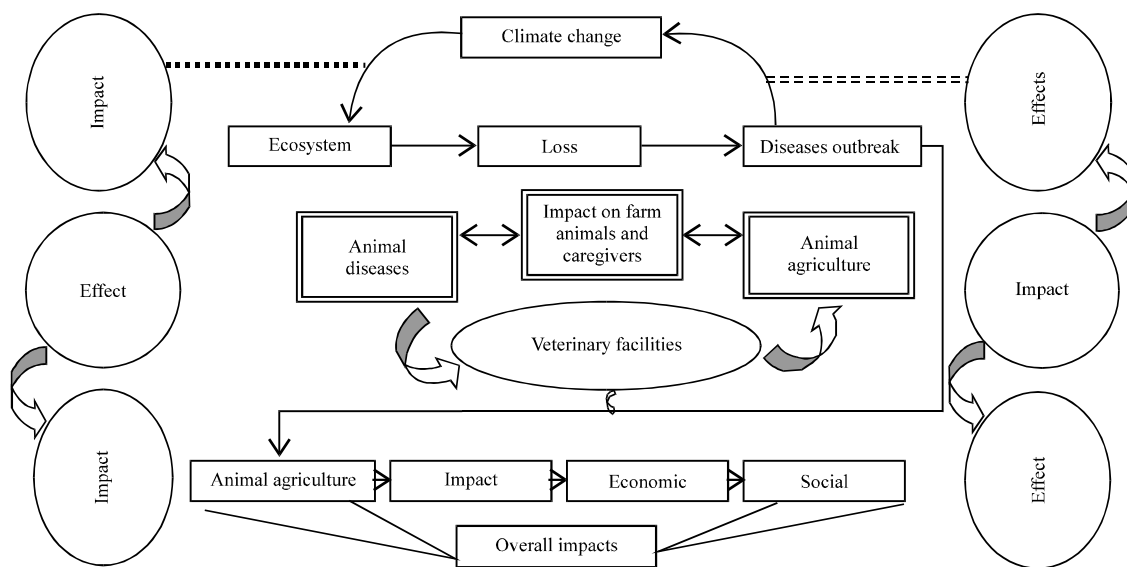 Climate change
Impact
Effects
Ecosystem
Loss
Diseases outbreak
Impact on farm
animals and
caregivers
Animal
diseases
Animal
agriculture
Effect
Impact
Veterinary facilities
Impact
Effect
Animal agriculture
Impact
Economic
Social
Overall impacts